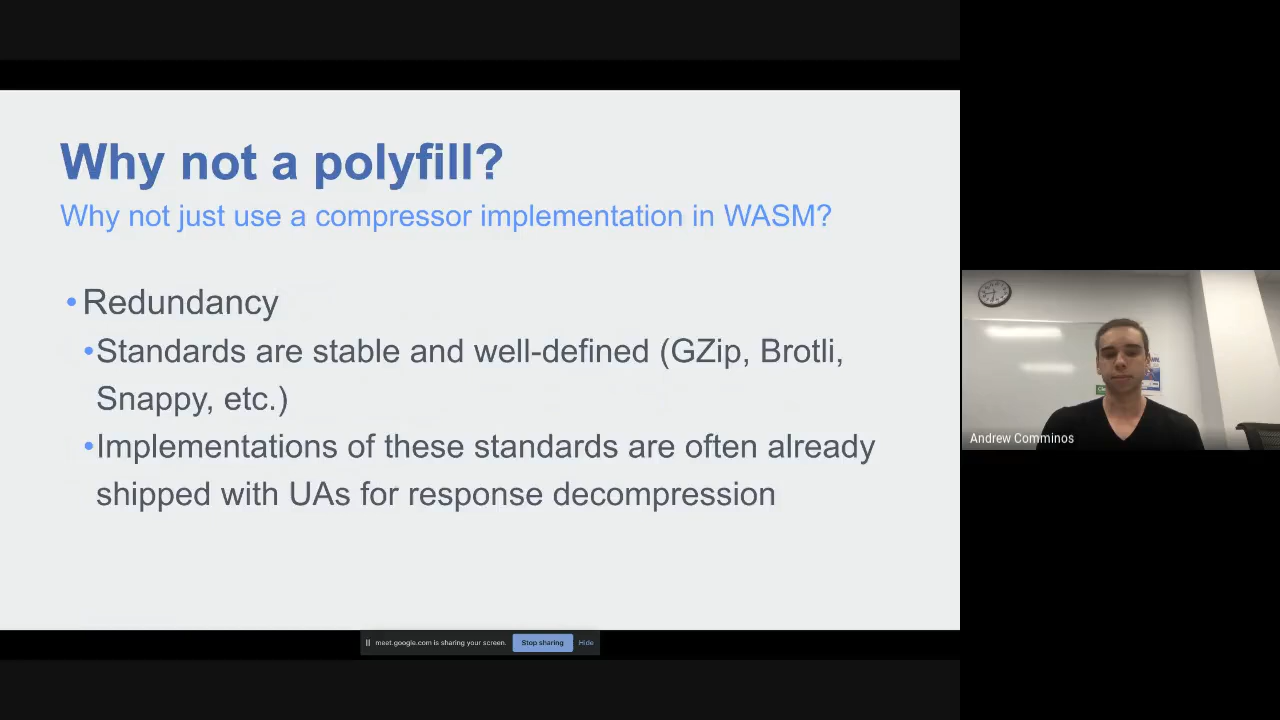 Why not a polyfill?
Why not just use a compressor implementation in WASM?
• Redundancy
•Standards are stable and well-defined (GZip, Brotli,
Snappy, etc.)
•Implementations of these standards are often already
shipped with UAs for response decompression
Andrew Comminos
meet.google.com is sharing your screen. Stop sharing Hide